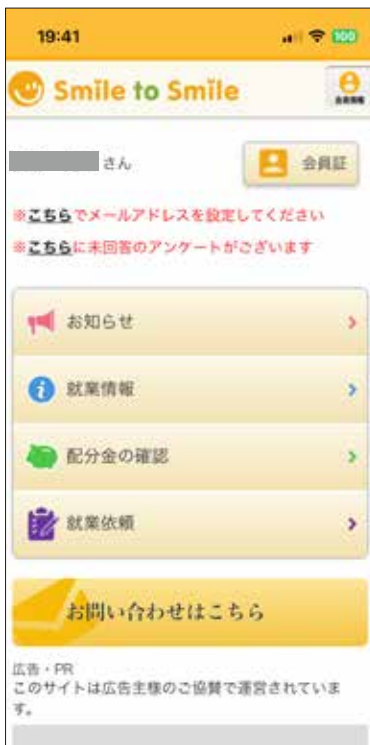 19:41
100
Smile to Smile
会員情報
さん
会員証
※こちらでメールアドレスを設定してください
※こちらに未回答のアンケートがございます
お知らせ
就業情報
配分金の確認
就業依頼
お問い合わせはこちら
広告・PR
このサイトは広告主様のご協賛で運営されていま
す。